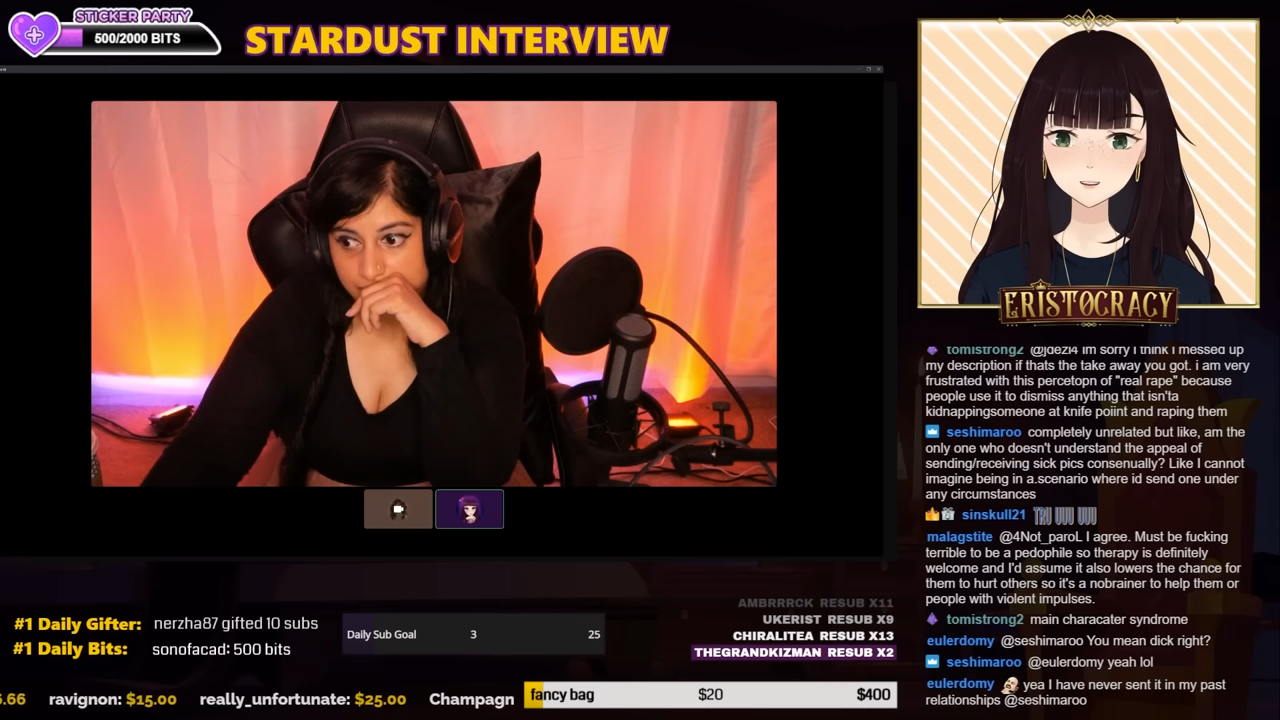 STICKER PARTY
500/2000 BITS
STARDUST INTERVIEW
ERISTOCRACY
tomistrong2 @jdezi4 im sorry i think i messed up
my description if thats the take away you got. i am very
frustrated with this percetopn of "real rape" because
people use it to dismiss anything that isn'ta
kidnappingsomeone at knife poiint and raping them
seshimaroo completely unrelated but like, am the
only one who doesn't understand the appeal of
sending/receiving sick pics consenually? Like I cannot
imagine being in a.scenario where id send one under
any circumstances
sinskull21 TRU UUU UUU
malagstite @4Not_paroL I agree. Must be fucking
terrible to be a pedophile so therapy is definitely
welcome and I'd assume it also lowers the chance for
them to hurt others so it's a nobrainer to help them or
people with violent impulses.
tomistrong2 main characater syndrome
eulerdomy @seshimaroo You mean dick right?
seshimaroo @eulerdomy yeah lol
eulerdomy yea I have never sent it in my past
relationships @seshimaroo
#1 Daily Gifter: nerzha87 gifted 10 subs
#1 Daily Bits: sonofacad: 500 bits
Daily Sub Goal 3 25
AMBRRRCK RESUB X11
UKERIST RESUB X9
CHIRALITEA RESUB X13
THEGRANDKIZMAN RESUB X2
6.66 ravignon: $15.00 really_unfortunate: $25.00 Champagn
fancy bag $20 $400